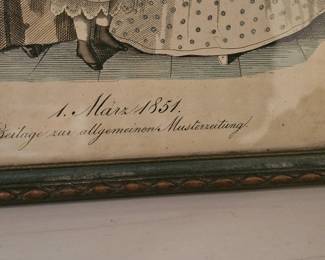 1. März 1851.
Beilage zur allgemeinen Musterzeitung.